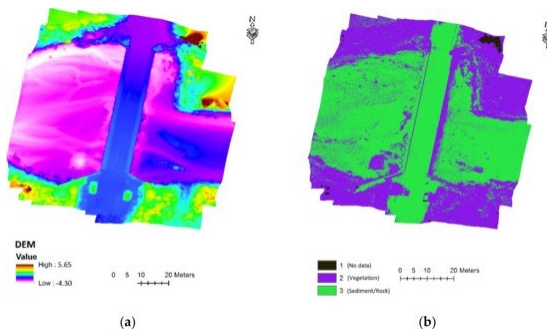 (a)
N
DEM
Value
High : 5.65
Low : -4.30
0 5 10 20 Meters
(b)
N
1 (No data)
2 (Vegetation)
3 (Sediment/Rock)
0 5 10 20 Meters
(a)
(b)